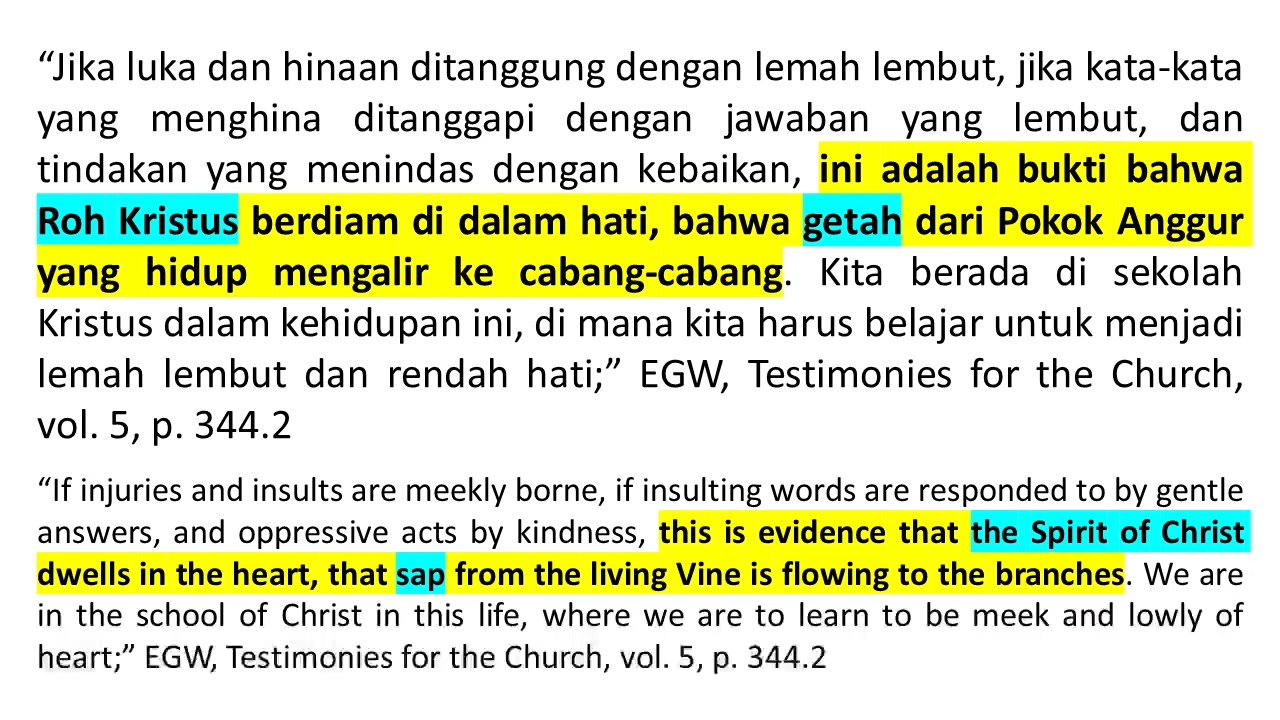 “Jika luka dan hinaan ditanggung dengan lemah lembut, jika kata-kata
yang menghina ditanggapi dengan jawaban yang lembut, dan
tindakan yang menindas dengan kebaikan, ini adalah bukti bahwa
Roh Kristus berdiam di dalam hati, bahwa getah dari Pokok Anggur
yang hidup mengalir ke cabang-cabang. Kita berada di sekolah
Kristus dalam kehidupan ini, di mana kita harus belajar untuk menjadi
lemah lembut dan rendah hati;” EGW, Testimonies for the Church,
vol. 5, p. 344.2
“If injuries and insults are meekly borne, if insulting words are responded to by gentle
answers, and oppressive acts by kindness, this is evidence that the Spirit of Christ
dwells in the heart, that sap from the living Vine is flowing to the branches. We are
in the school of Christ in this life, where we are to learn to be meek and lowly of
heart;” EGW, Testimonies for the Church, vol. 5, p. 344.2